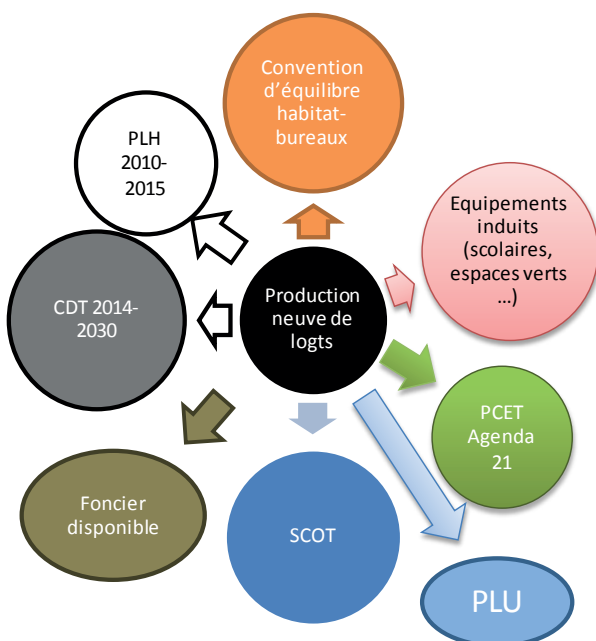 Convention
d'équilibre
habitat-
bureaux
PLH
2010-
2015
Equipements
induits
(scolaires,
espaces verts
...)
CDT 2014-
2030
Production
neuve de
logts
PCET
Agenda
21
Foncier
disponible
SCOT
PLU